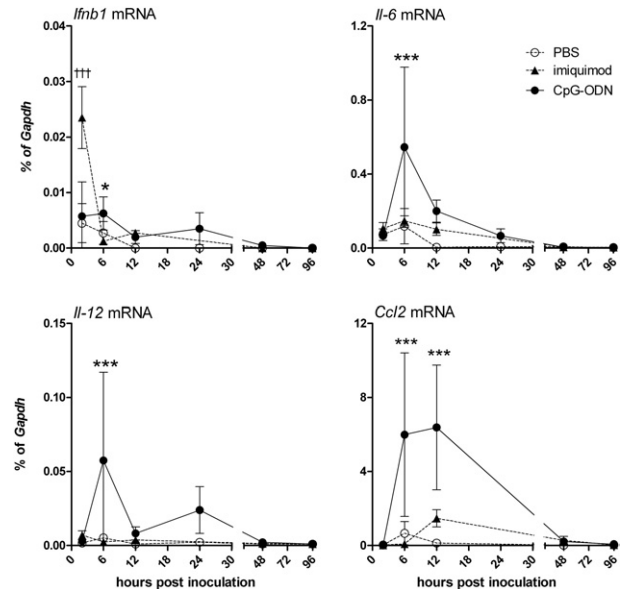 Ifnb1 mRNA
% of Gapdh
0.04
0.03
0.02
0.01
0.00
†††
*
0 6 12 18 24 30 48 72 96
Il-6 mRNA
1.2
0.9
0.6
0.3
0.0
***
PBS
imiquimod
CpG-ODN
0 6 12 18 24 30 48 72 96
Il-12 mRNA
% of Gapdh
0.15
0.10
0.05
0.00
***
0 6 12 18 24 30 48 72 96
hours post inoculation
Ccl2 mRNA
12
8
4
0
*** ***
0 6 12 18 24 30 48 72 96
hours post inoculation